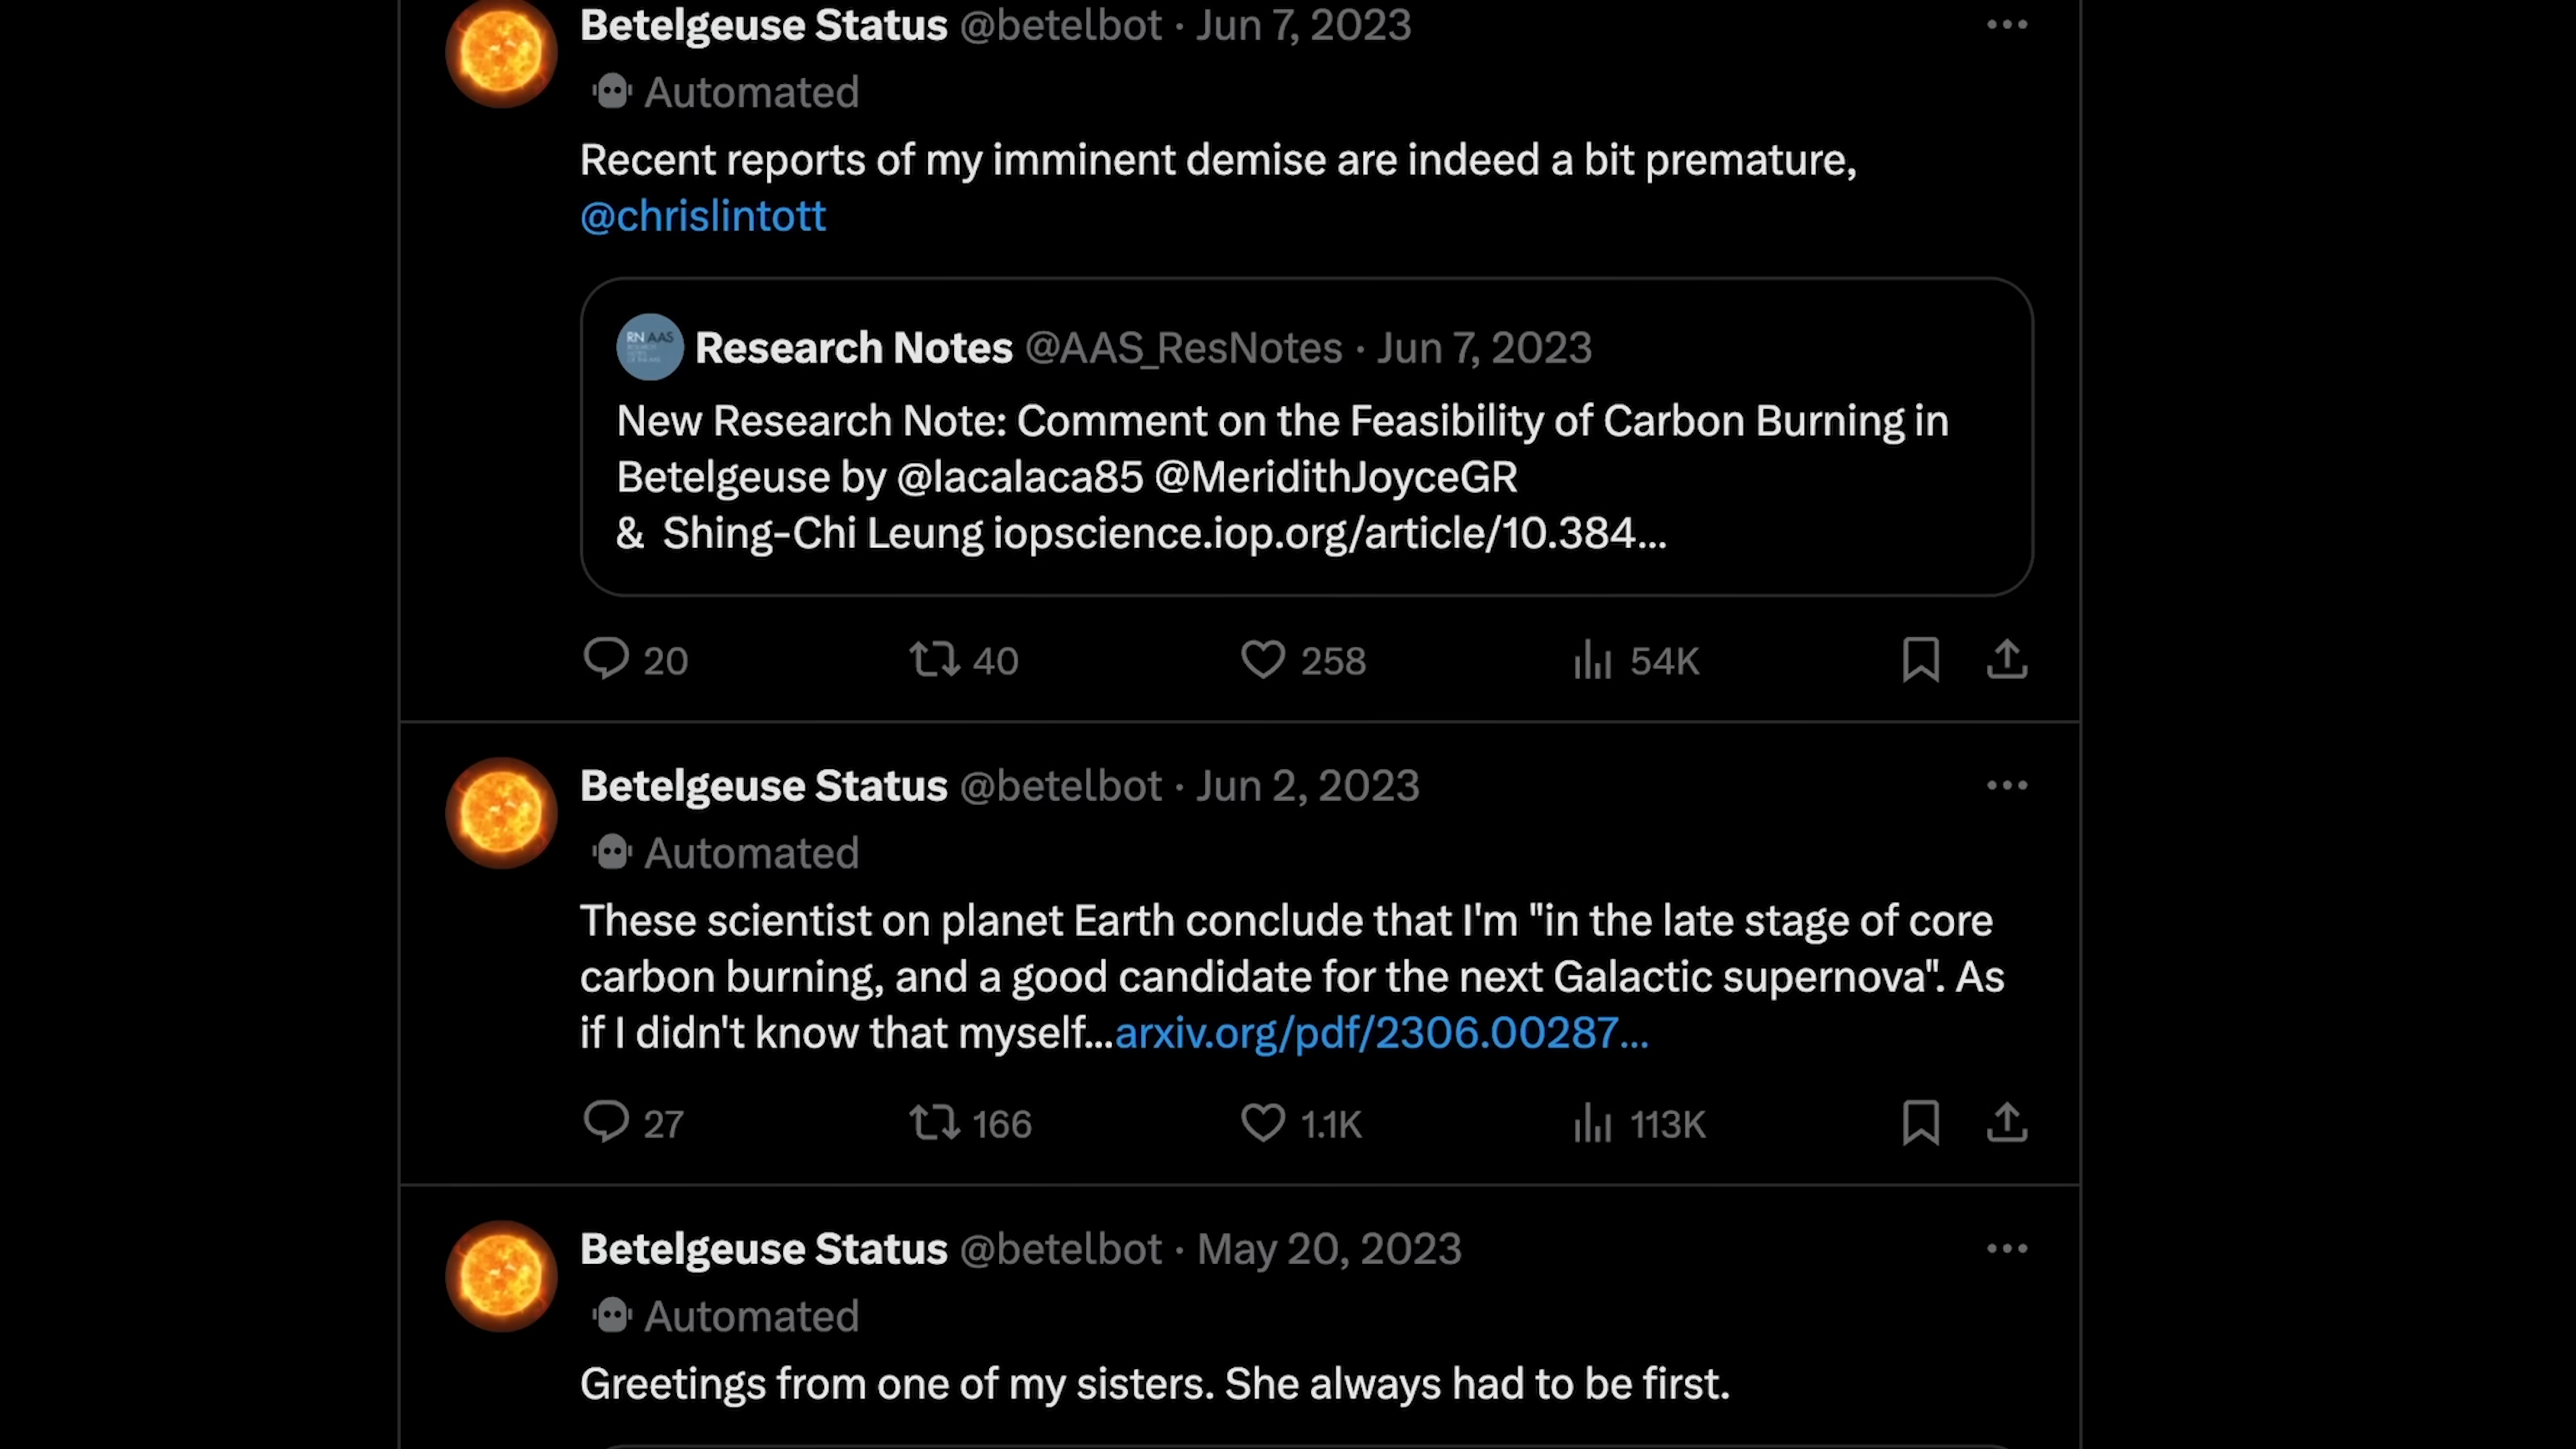 Betelgeuse Status @betelbot · Jun 7, 2023
Automated
Recent reports of my imminent demise are indeed a bit premature,
@chrislintott
RN AAS
Research Notes @AAS_ResNotes · Jun 7, 2023
New Research Note: Comment on the Feasibility of Carbon Burning in
Betelgeuse by @lacalaca85 @MeridithJoyceGR
&  Shing-Chi Leung iopscience.iop.org/article/10.384...
20 40 258 54K
Betelgeuse Status @betelbot · Jun 2, 2023
Automated
These scientist on planet Earth conclude that I'm "in the late stage of core
carbon burning, and a good candidate for the next Galactic supernova". As
if I didn't know that myself...arxiv.org/pdf/2306.00287...
27 166 1.1K 113K
Betelgeuse Status @betelbot · May 20, 2023
Automated
Greetings from one of my sisters. She always had to be first.